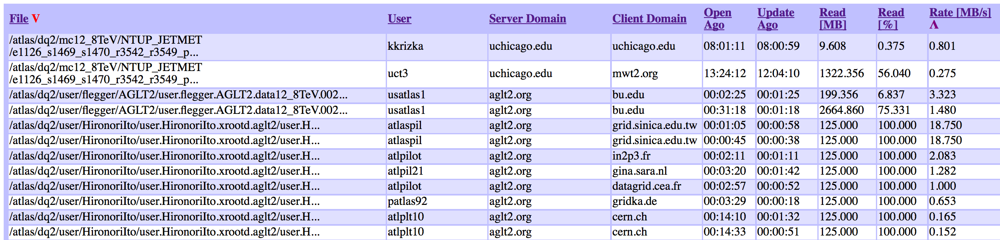 File V User Server Domain Client Domain Open Ago Update Ago Read [MB] Read [%] Rate [MB/s] Λ
/atlas/dq2/mc12_8TeV/NTUP_JETMET
/e1126_s1469_s1470_r3542_r3549_p... kkrizka uchicago.edu uchicago.edu 08:01:11 08:00:59 9.608 0.375 0.801
/atlas/dq2/mc12_8TeV/NTUP_JETMET
/e1126_s1469_s1470_r3542_r3549_p... uct3 uchicago.edu mwt2.org 13:24:12 12:04:10 1322.356 56.040 0.275
/atlas/dq2/user/flegger/AGLT2/user.flegger.AGLT2.data12_8TeV.002... usatlas1 aglt2.org bu.edu 00:02:25 00:01:25 199.356 6.837 3.323
/atlas/dq2/user/flegger/AGLT2/user.flegger.AGLT2.data12_8TeV.002... usatlas1 aglt2.org bu.edu 00:31:18 00:01:18 2664.860 75.331 1.480
/atlas/dq2/user/HironoriIto/user.HironoriIto.xrootd.aglt2/user.H... atlaspil aglt2.org grid.sinica.edu.tw 00:01:05 00:00:58 125.000 100.000 18.750
/atlas/dq2/user/HironoriIto/user.HironoriIto.xrootd.aglt2/user.H... atlaspil aglt2.org grid.sinica.edu.tw 00:00:45 00:00:38 125.000 100.000 18.750
/atlas/dq2/user/HironoriIto/user.HironoriIto.xrootd.aglt2/user.H... atlpilot aglt2.org in2p3.fr 00:02:11 00:01:11 125.000 100.000 2.083
/atlas/dq2/user/HironoriIto/user.HironoriIto.xrootd.aglt2/user.H... atlpil21 aglt2.org gina.sara.nl 00:03:20 00:01:42 125.000 100.000 1.282
/atlas/dq2/user/HironoriIto/user.HironoriIto.xrootd.aglt2/user.H... atlpilot aglt2.org datagrid.cea.fr 00:02:57 00:00:52 125.000 100.000 1.000
/atlas/dq2/user/HironoriIto/user.HironoriIto.xrootd.aglt2/user.H... patlas92 aglt2.org gridka.de 00:03:29 00:00:18 125.000 100.000 0.653
/atlas/dq2/user/HironoriIto/user.HironoriIto.xrootd.aglt2/user.H... atlplt10 aglt2.org cern.ch 00:14:10 00:01:32 125.000 100.000 0.165
/atlas/dq2/user/HironoriIto/user.HironoriIto.xrootd.aglt2/user.H... atlplt10 aglt2.org cern.ch 00:14:33 00:00:51 125.000 100.000 0.152